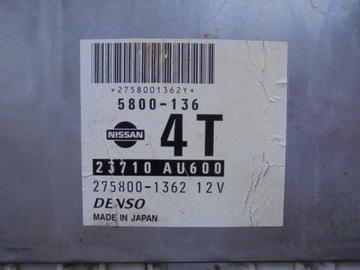 *2758001362Y*
5800-136
NISSAN 4T
23710 AU600
275800-1362 12V
DENSO
MADE IN JAPAN